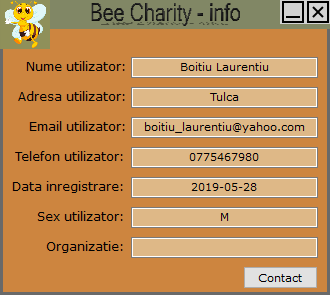 Bee Charity - info
Nume utilizator: Boitiu Laurentiu
Adresa utilizator: Tulca
Email utilizator: boitiu_laurentiu@yahoo.com
Telefon utilizator: 0775467980
Data inregistrare: 2019-05-28
Sex utilizator: M
Organizatie:
Contact